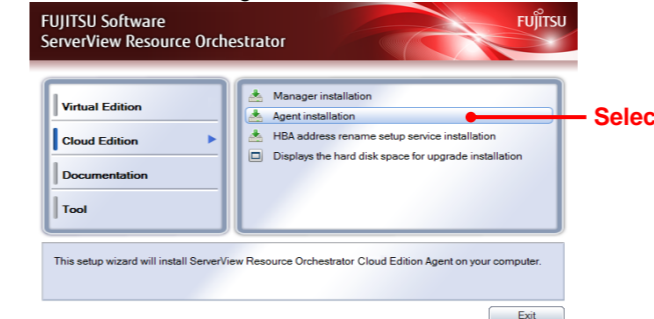 FUJITSU Software
ServerView Resource Orchestrator
FUJITSU
Virtual Edition
Cloud Edition
Documentation
Tool
Manager installation
Agent installation
HBA address rename setup service installation
Displays the hard disk space for upgrade installation
Selec
This setup wizard will install ServerView Resource Orchestrator Cloud Edition Agent on your computer.
Exit